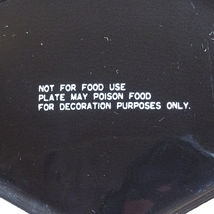 NOT FOR FOOD USE
PLATE MAY POISON FOOD
FOR DECORATION PURPOSES ONLY.